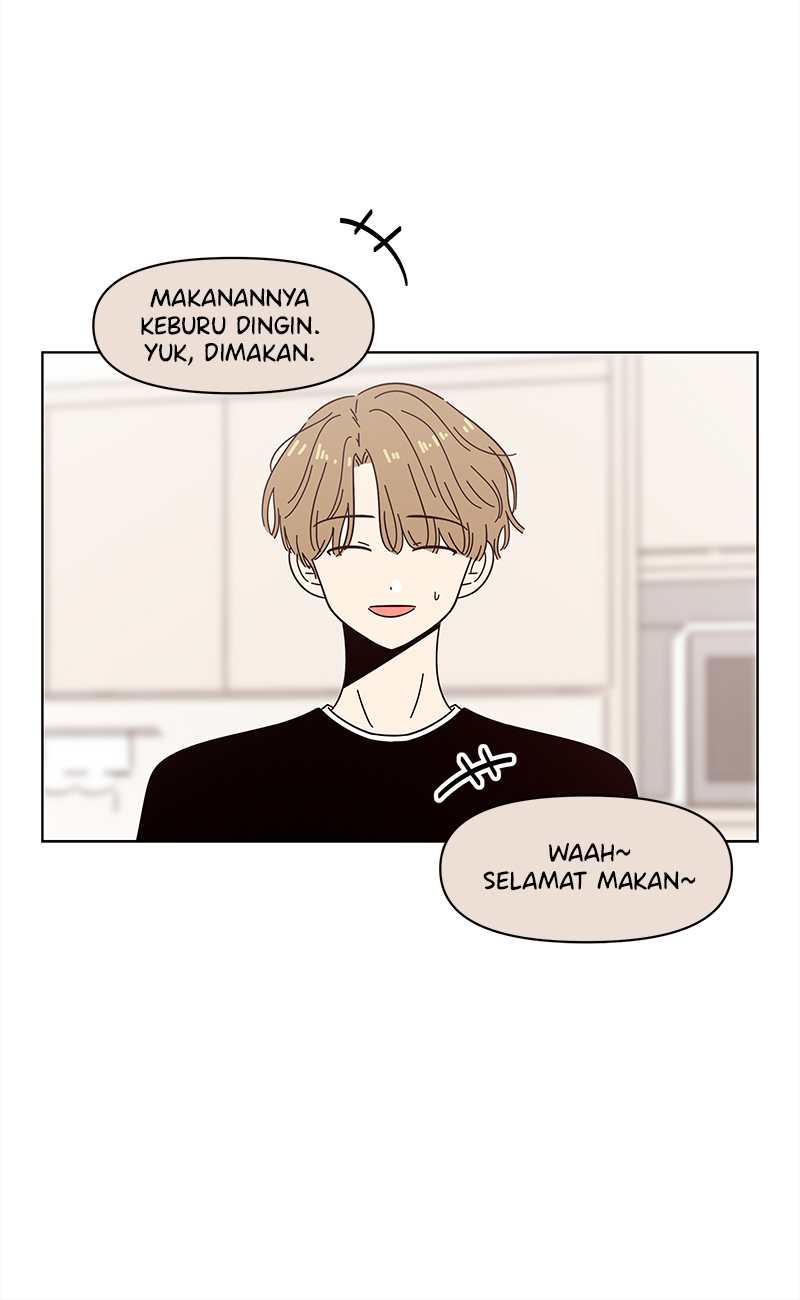 MAKANANNYA
KEBURU DINGIN.
YUK, DIMAKAN.
WAAH~
SELAMAT MAKAN~